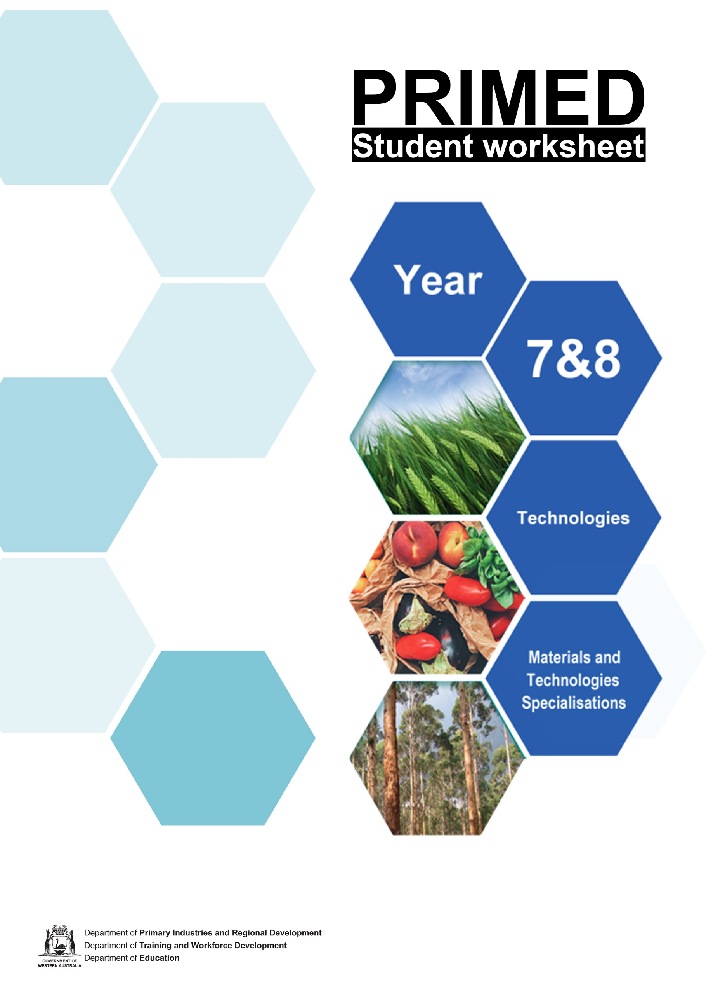 PRIMED
Student worksheet
Year
7&8
Technologies
Materials and
Technologies
Specialisations
Department of Primary Industries and Regional Development
Department of Training and Workforce Development
Department of Education
GOVERNMENT OF
WESTERN AUSTRALIA